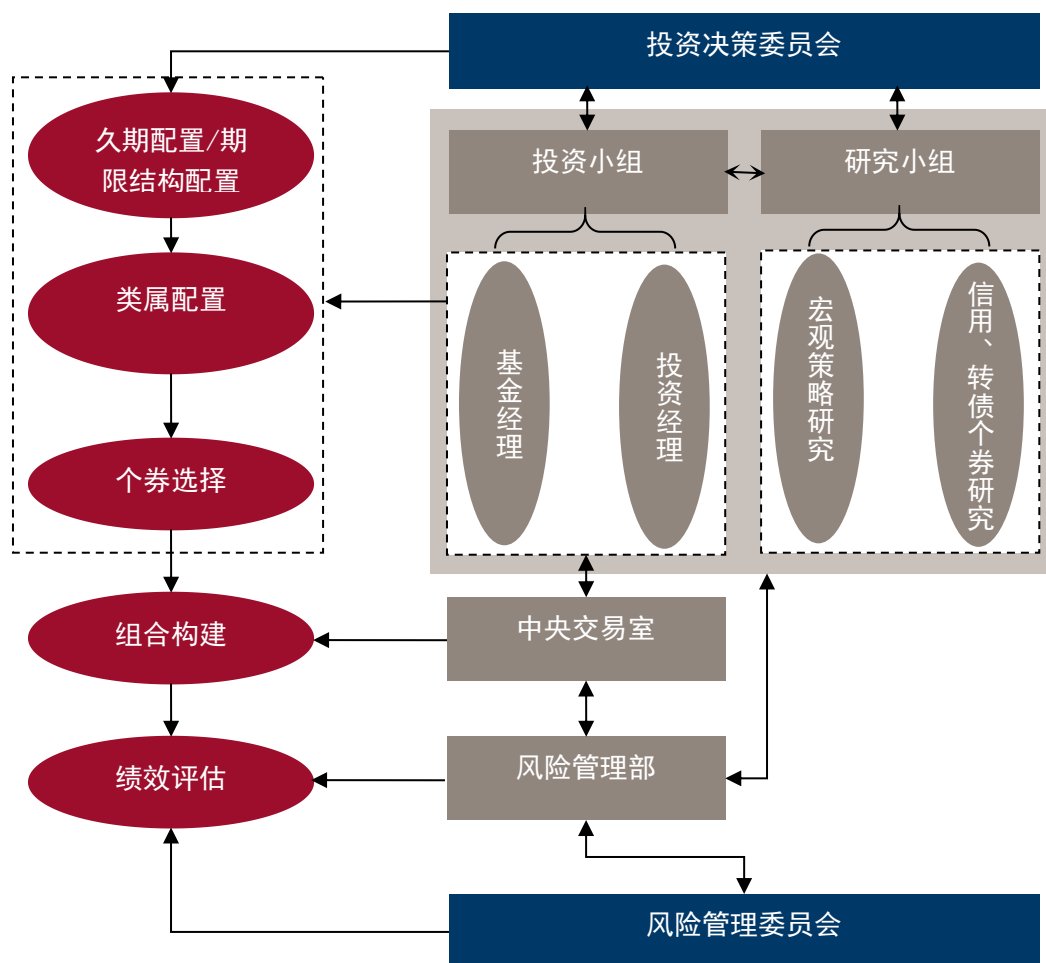 投资决策委员会
久期配置/期
限结构配置
投资小组
研究小组
类属配置
基金经理
投资经理
宏观策略研究
信用、转债个券研究
个券选择
组合构建
中央交易室
绩效评估
风险管理部
风险管理委员会